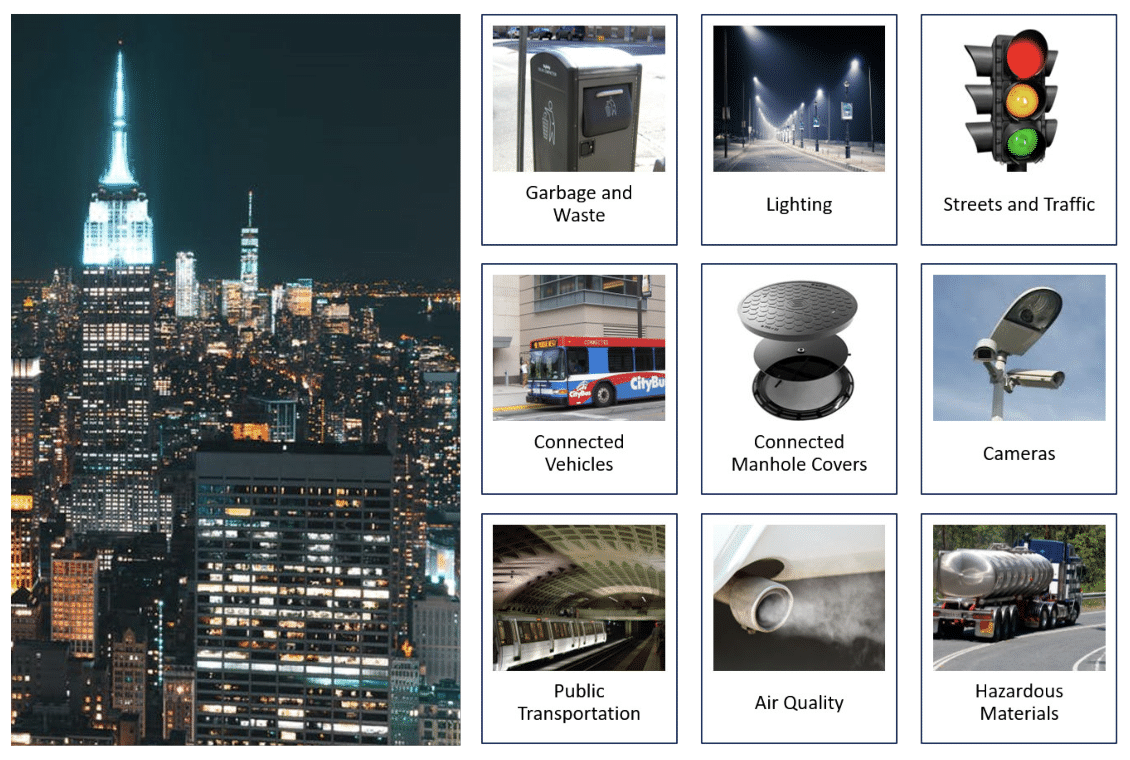 Garbage and
Waste
Lighting
Streets and Traffic
CONNECTED
CityBus
CityBu
Connected
Vehicles
Connected
Manhole Covers
Cameras
Public
Transportation
Air Quality
Hazardous
Materials